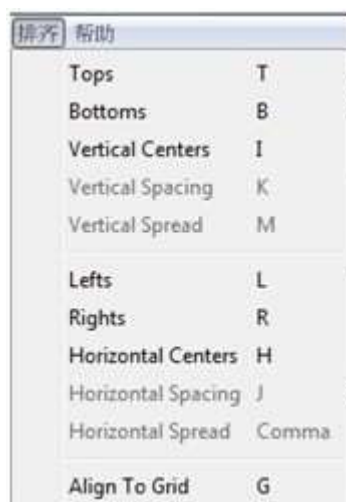 排齐 帮助
Tops T
Bottoms B
Vertical Centers I
Vertical Spacing K
Vertical Spread M
Lefts L
Rights R
Horizontal Centers H
Horizontal Spacing J
Horizontal Spread Comma
Align To Grid G